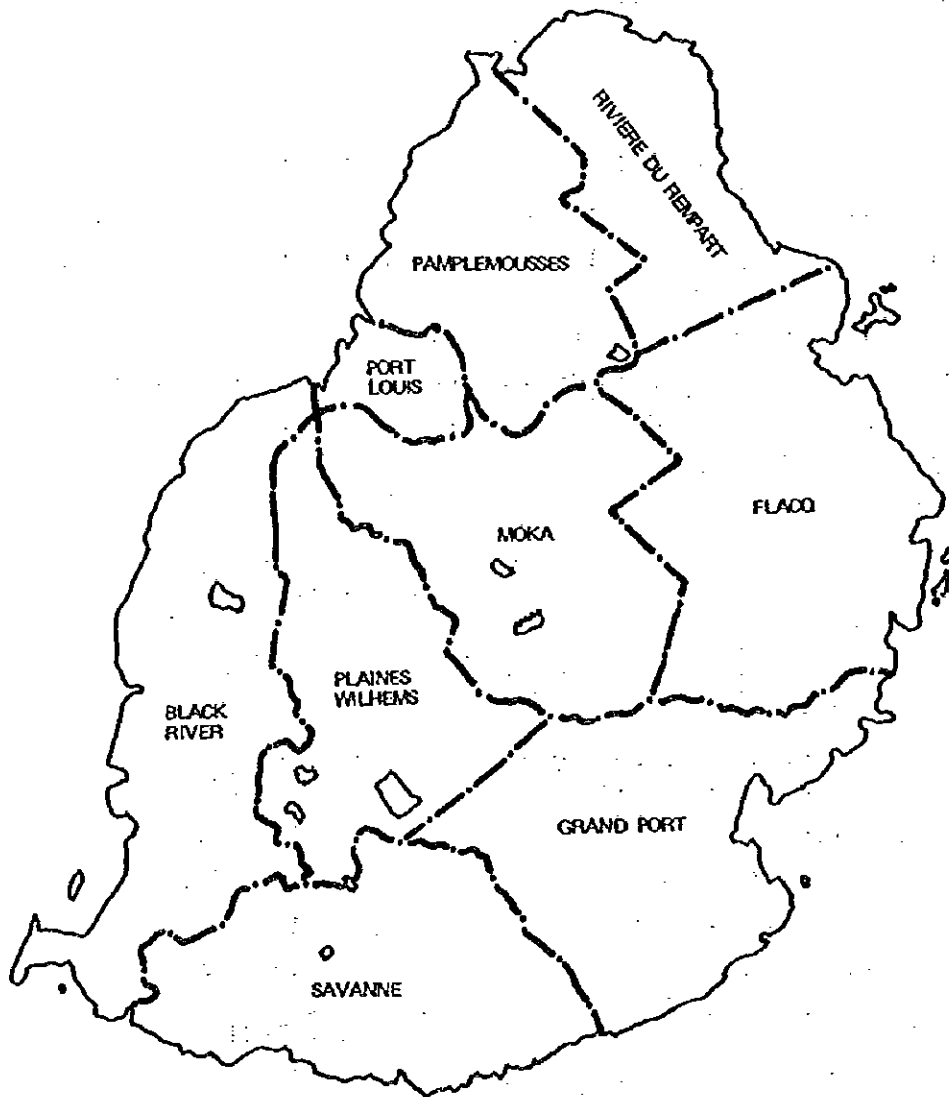 RIVIERE DU REMPART
PAMPLEMOUSSES
PORT
LOUIS
FLACQ
MOKA
PLAINES
WILHEMS
BLACK
RIVER
GRAND PORT
SAVANNE